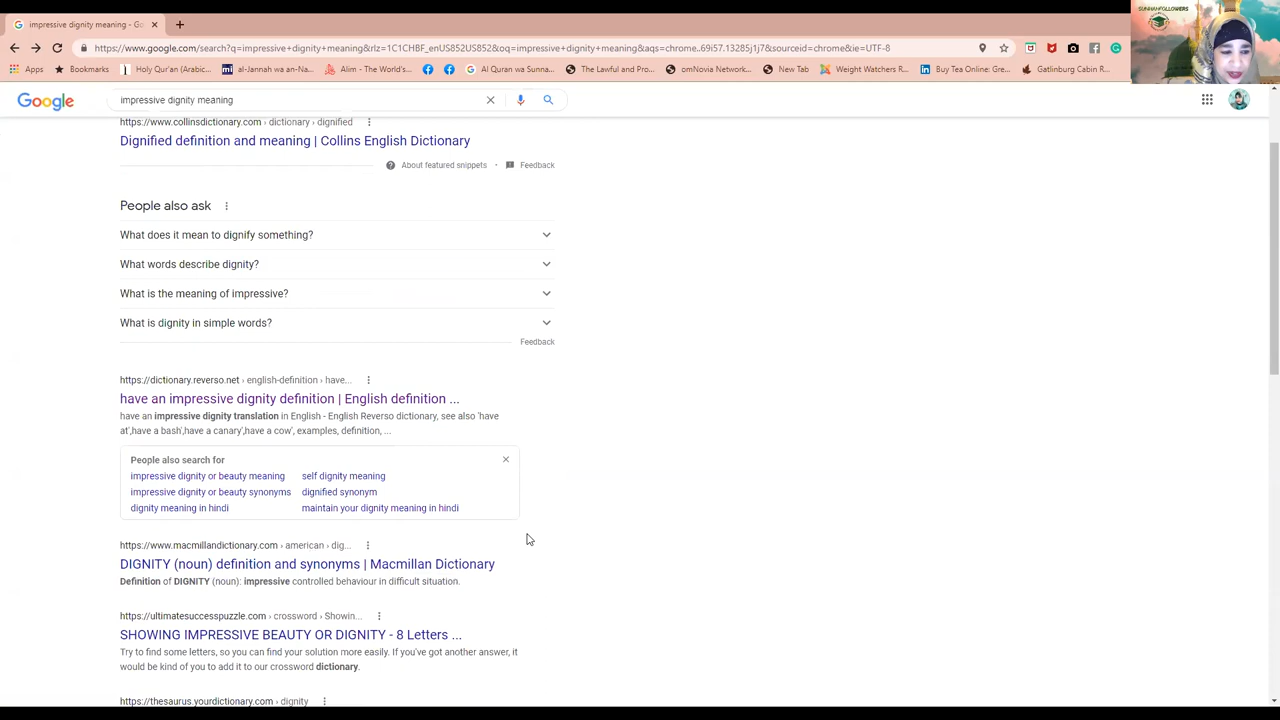 impressive dignity meaning - Go
https://www.google.com/search?q=impressive+dignity+meaning&rlz=1C1CHBF_enUS852US852&oq=impressive+dignity+meaning&aqs=chrome..69i57.13285j1j7&sourceid=chrome&ie=UTF-8
Apps Bookmarks Holy Qur'an (Arabic... al-Jannah wa an-Na... Alim - The World's... Al Quran wa Sunna... The Lawful and Pro... omNovia Network... New Tab Weight Watchers R... Buy Tea Online: Gre... Gatlinburg Cabin R...
SUNNAHFOLLOWERS
Google impressive dignity meaning
https://www.collinsdictionary.com › dictionary › dignified
Dignified definition and meaning | Collins English Dictionary
About featured snippets · Feedback
People also ask
What does it mean to dignify something?
What words describe dignity?
What is the meaning of impressive?
What is dignity in simple words?
Feedback
https://dictionary.reverso.net › english-definition › have...
have an impressive dignity definition | English definition ...
have an impressive dignity translation in English - English Reverso dictionary, see also 'have
at',have a bash',have a canary',have a cow', examples, definition, ...
People also search for
impressive dignity or beauty meaning self dignity meaning
impressive dignity or beauty synonyms dignified synonym
dignity meaning in hindi maintain your dignity meaning in hindi
https://www.macmillandictionary.com › american › dig...
DIGNITY (noun) definition and synonyms | Macmillan Dictionary
Definition of DIGNITY (noun): impressive controlled behaviour in difficult situation.
https://ultimatesuccesspuzzle.com › crossword › Showin...
SHOWING IMPRESSIVE BEAUTY OR DIGNITY - 8 Letters ...
Try to find some letters, so you can find your solution more easily. If you've got another answer, it
would be kind of you to add it to our crossword dictionary.
https://thesaurus.yourdictionary.com › dignity